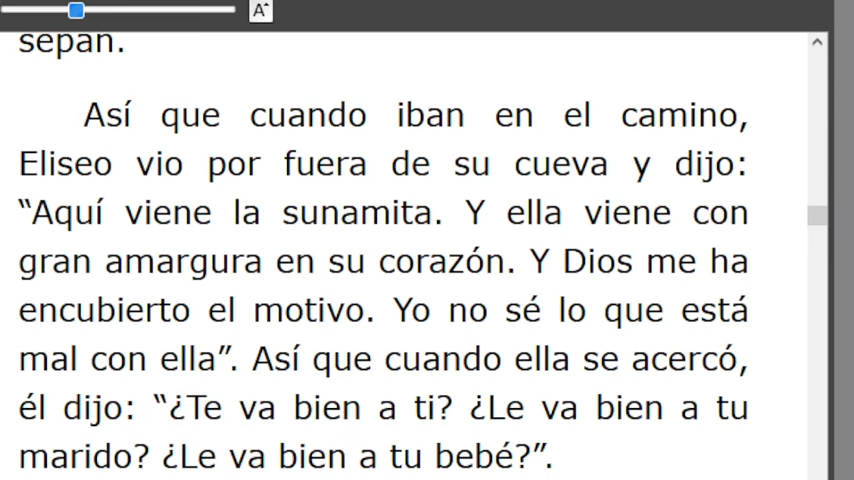 A
sepan.
Así que cuando iban en el camino,
Eliseo vio por fuera de su cueva y dijo:
“Aquí viene la sunamita. Y ella viene con
gran amargura en su corazón. Y Dios me ha
encubierto el motivo. Yo no sé lo que está
mal con ella”. Así que cuando ella se acercó,
él dijo: “¿Te va bien a ti? ¿Le va bien a tu
marido? ¿Le va bien a tu bebé?”.